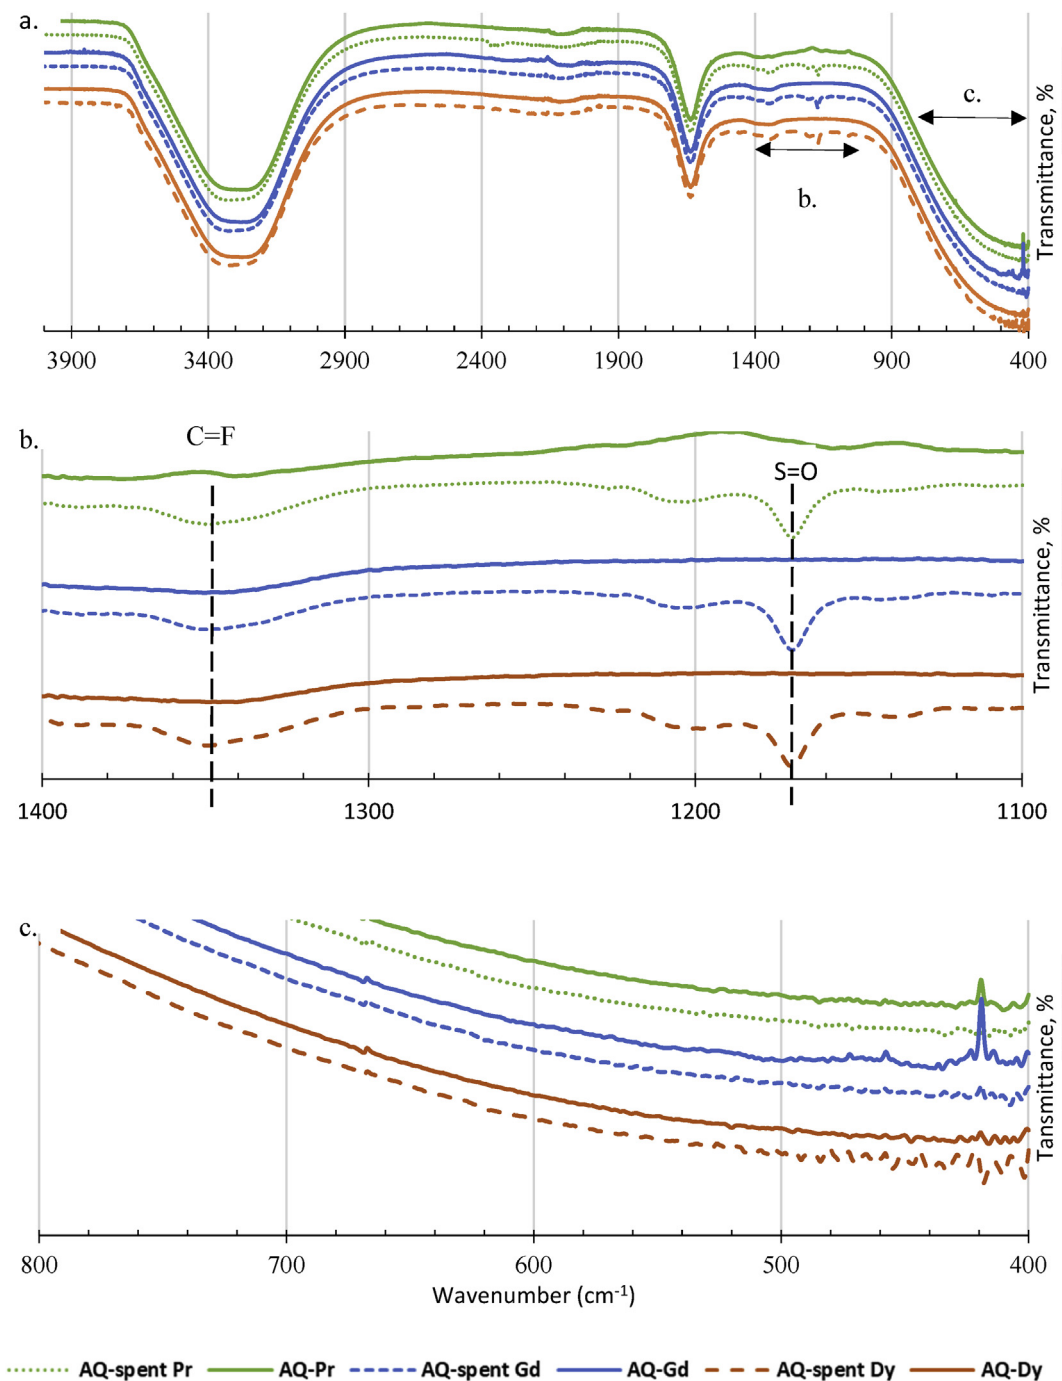 a.
c.
b.
Transmittance, %
3900 3400 2900 2400 1900 1400 900 400
b.
C=F
S=O
Transmittance, %
1400 1300 1200 1100
c.
Tansmittance, %
800 700 600 500 400
Wavenumber (cm⁻¹)
AQ-spent Pr AQ-Pr AQ-spent Gd AQ-Gd AQ-spent Dy AQ-Dy